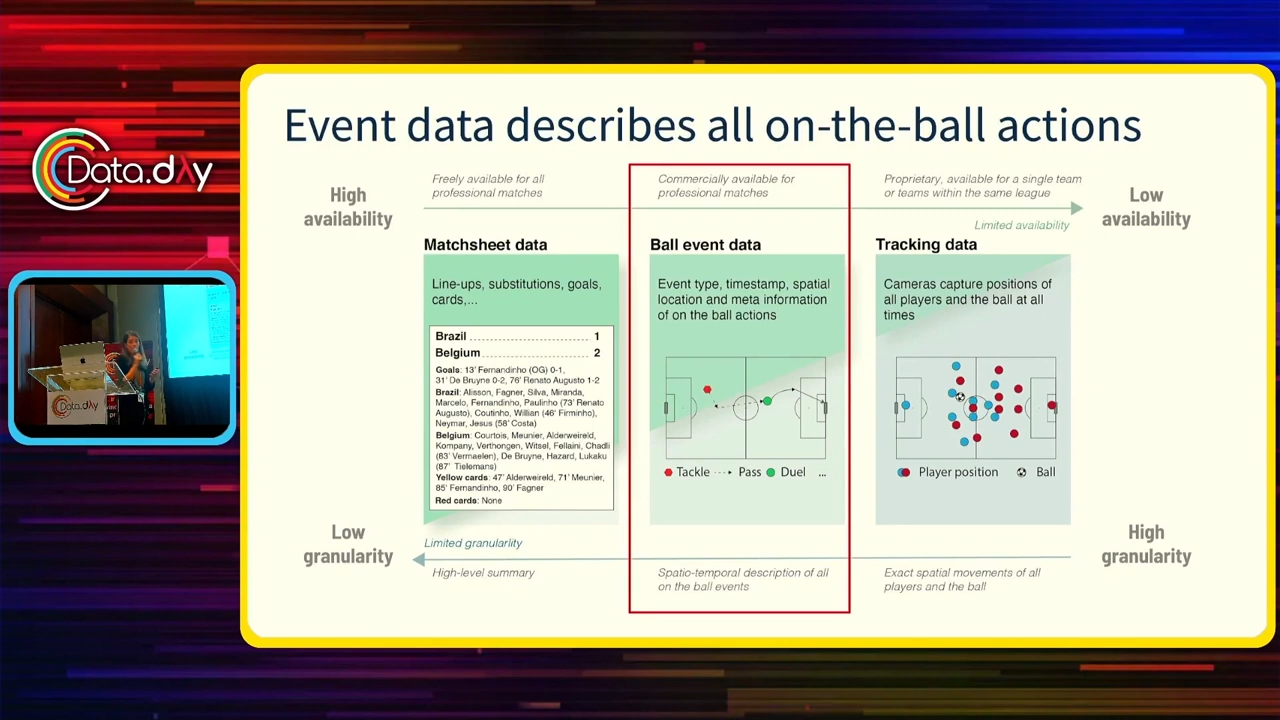 Event data describes all on-the-ball actions
Data.dAy
High
availability
Freely available for all
professional matches
Commercially available for
professional matches
Proprietary, available for a single team
or teams within the same league
Low
availability
Limited availability
Matchsheet data
Line-ups, substitutions, goals,
cards,...
Brazil ........................................ 1
Belgium ..................................... 2
Goals: 13' Fernandinho (OG) 0-1,
31' De Bruyne 0-2, 76' Renato Augusto 1-2
Brazil: Alisson, Fagner, Silva, Miranda,
Marcelo, Fernandinho, Paulinho (73' Renato
Augusto), Coutinho, Willian (46' Firminho),
Neymar, Jesus (58' Costa)
Belgium: Courtois, Meunier, Alderweireld,
Kompany, Verthongen, Witsel, Fellaini, Chadli
(83' Vermaelen), De Bruyne, Hazard, Lukaku
(87' Tielemans)
Yellow cards: 47' Alderweireld, 71' Meunier,
85' Fernandinho, 90' Fagner
Red cards: None
Ball event data
Event type, timestamp, spatial
location and meta information
of on the ball actions
Tackle Pass Duel ...
Tracking data
Cameras capture positions of
all players and the ball at all
times
Player position Ball
Low
granularity
Limited granularlity
High-level summary
Spatio-temporal description of all
on the ball events
Exact spatial movements of all
players and the ball
High
granularity
Data.dAy